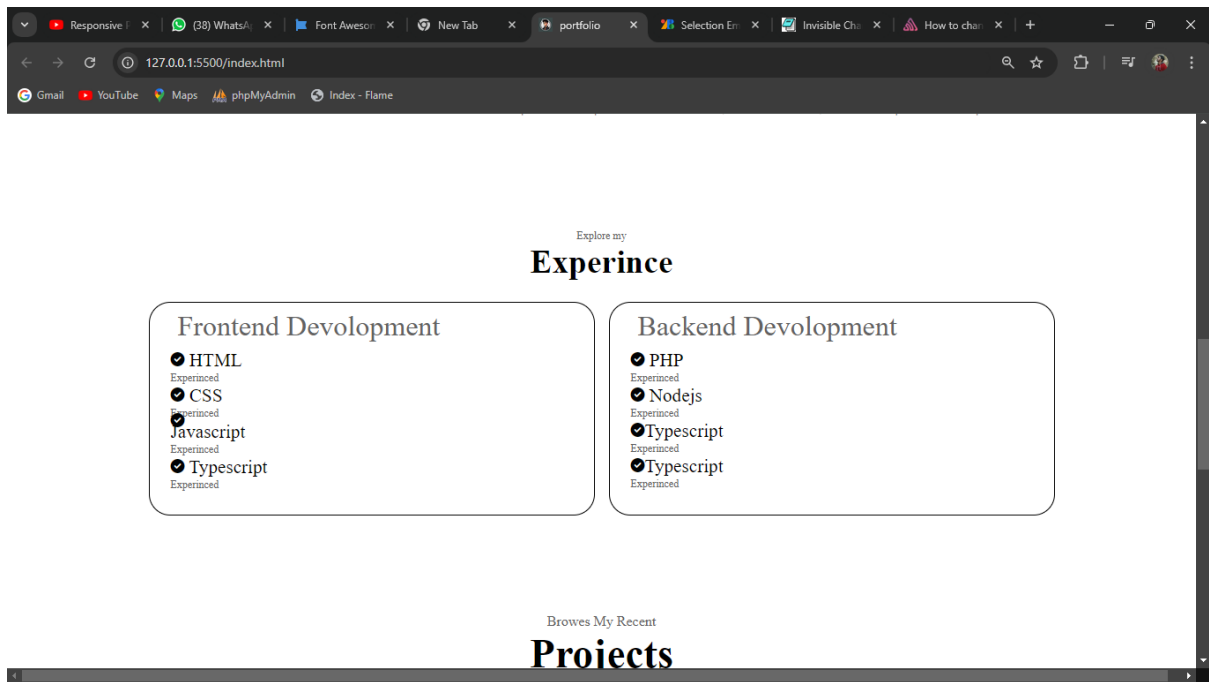 Responsive F
(38) WhatsA
Font Aweson
New Tab
portfolio
Selection Em
Invisible Cha
How to chan
127.0.0.1:5500/index.html
Gmail YouTube Maps phpMyAdmin Index - Flame
Explore my
Experince
Frontend Devolopment
HTML
Experinced
CSS
Experinced
Javascript
Experinced
Typescript
Experinced
Backend Devolopment
PHP
Experinced
Nodejs
Experinced
Typescript
Experinced
Typescript
Experinced
Browes My Recent
Projects